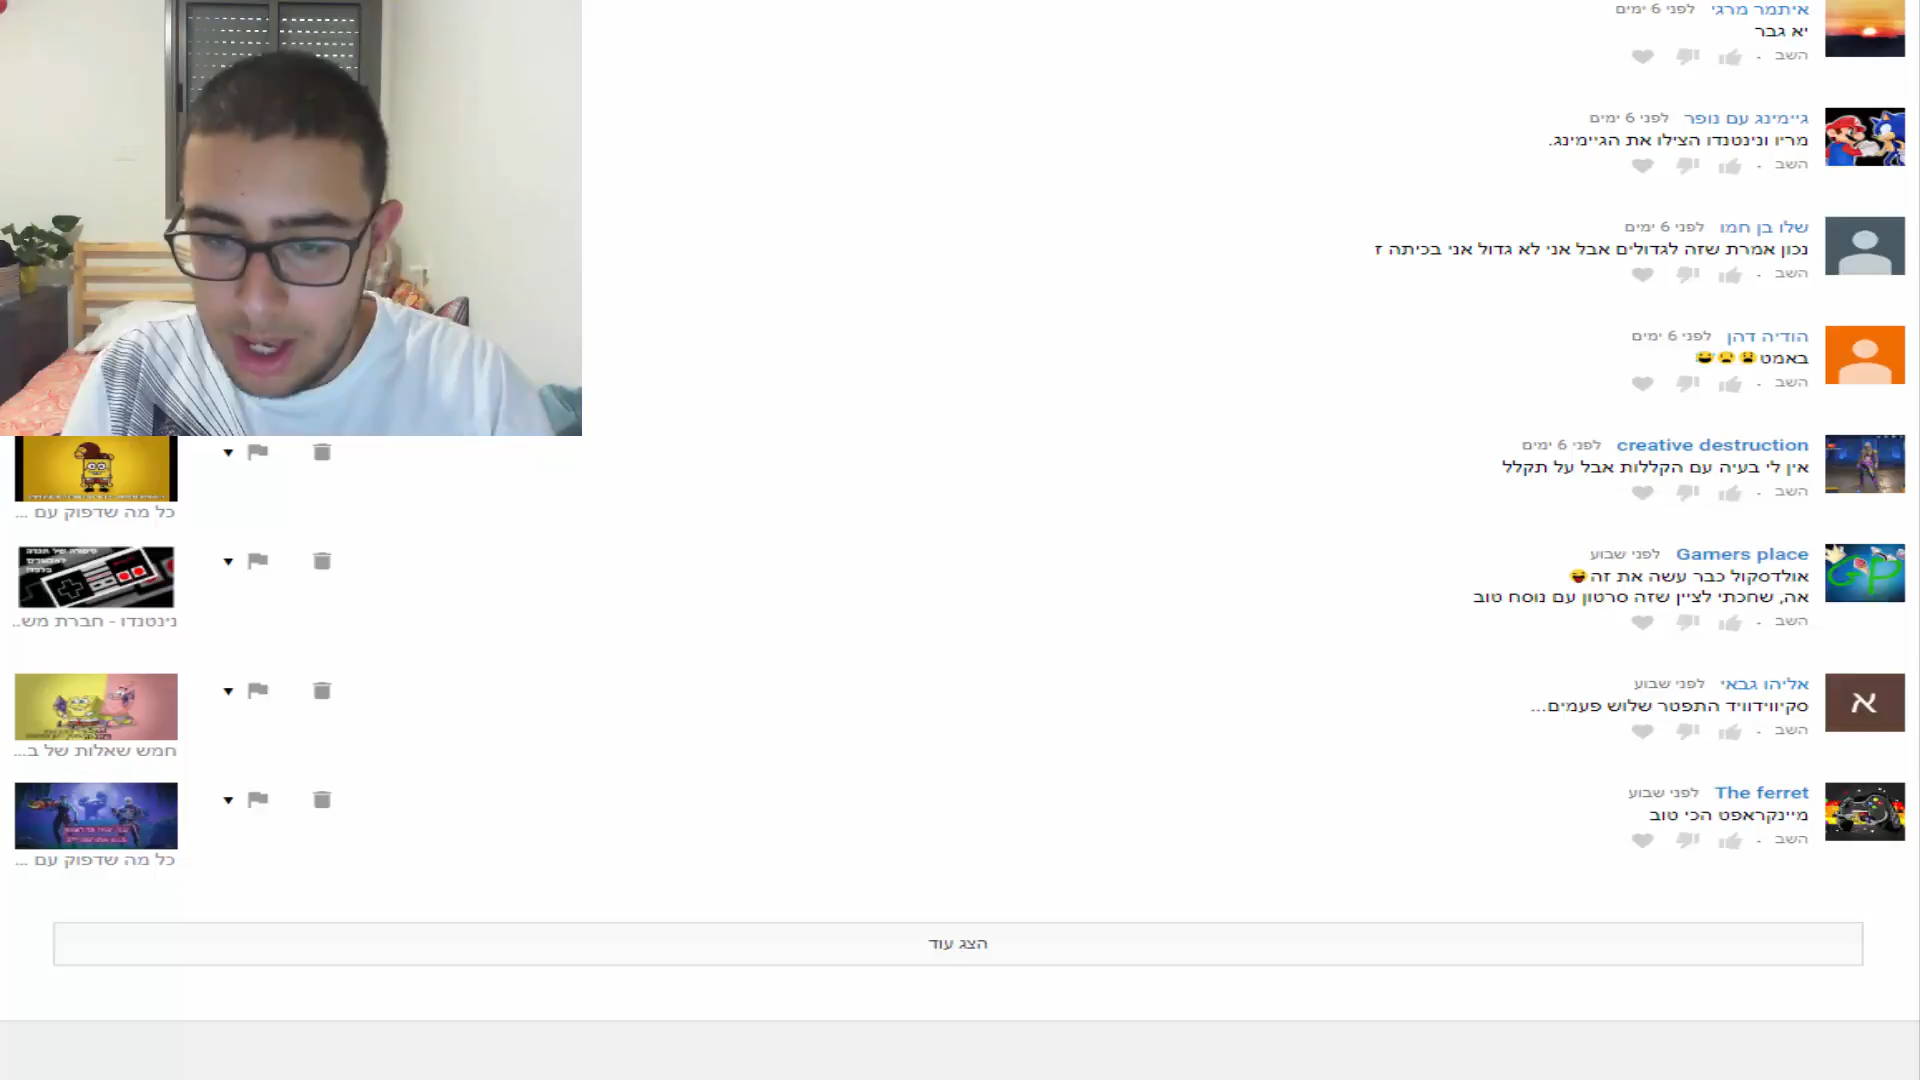 איתמר מרגי לפני 6 ימים
יא גבר
השב
גיימינג עם נופר לפני 6 ימים
מריו ונינטנדו הצילו את הגיימינג.
השב
שלו בן חמו לפני 6 ימים
נכון אמרת שזה לגדולים אבל אני לא גדול אני בכיתה ז
השב
הודיה דהן לפני 6 ימים
באמט😫😫😅
השב
creative destruction לפני 6 ימים
אין לי בעיה עם הקללות אבל על תקלל
השב
כל מה שדפוק עם ...
Gamers place לפני שבוע
אולדסקול כבר עשה את זה😜
אה, שחכתי לציין שזה סרטון עם נוסח טוב
השב
נינטנדו - חברת מש...
אליהו גבאי לפני שבוע
סקיווידוויד התפטר שלוש פעמים...
השב
א
חמש שאלות של ב...
The ferret לפני שבוע
מיינקראפט הכי טוב
השב
כל מה שדפוק עם ...
הצג עוד